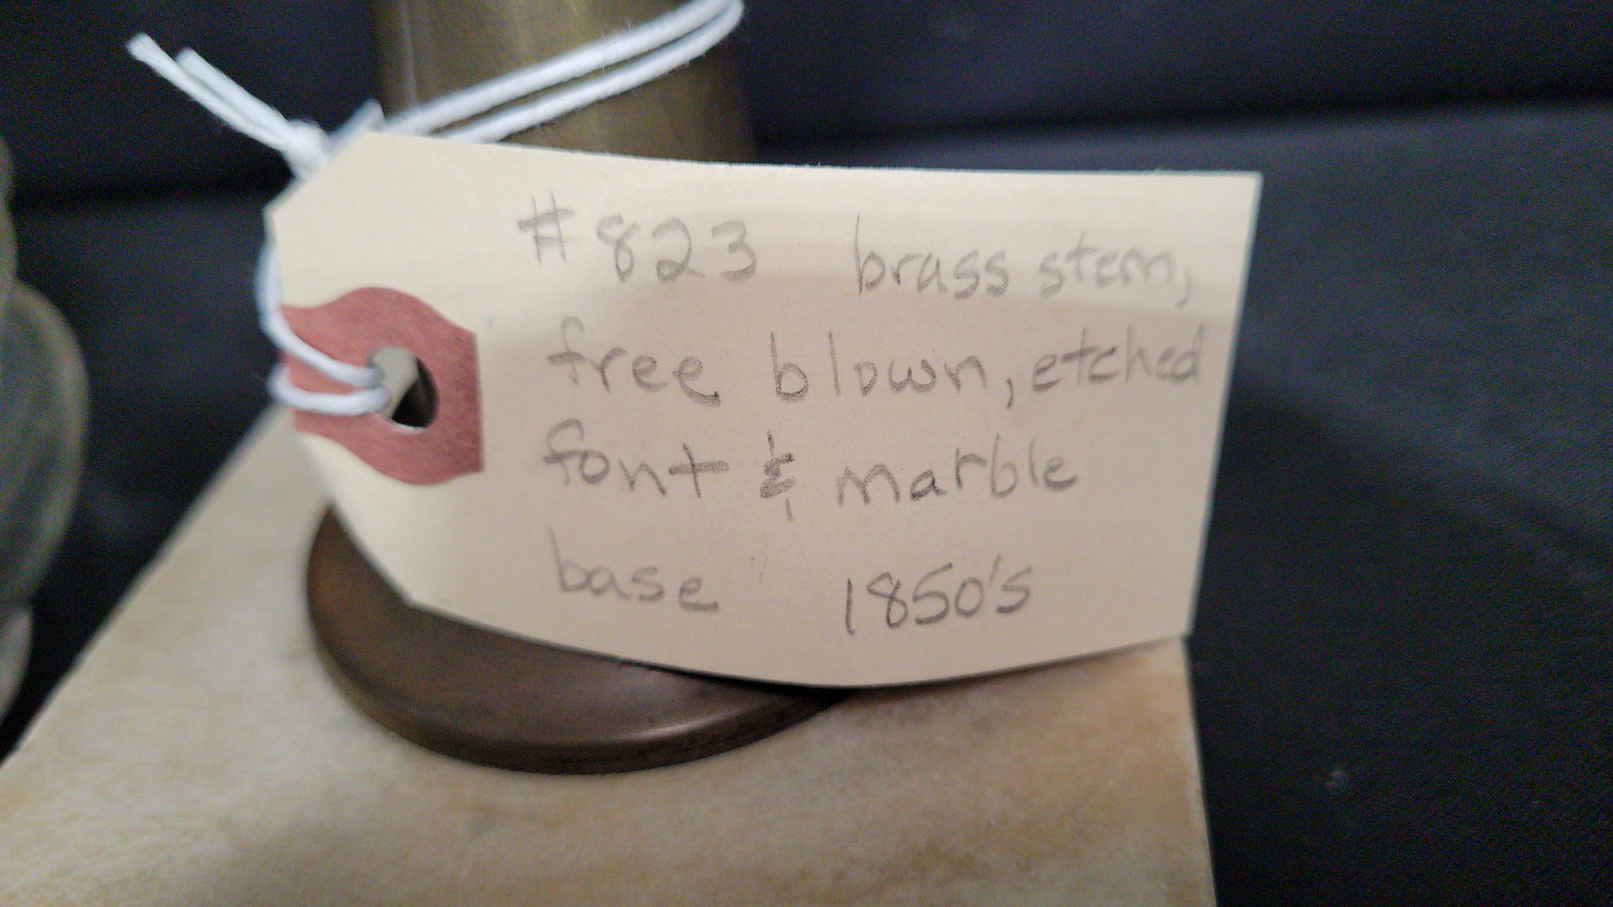 #823 brass stem,
free blown, etched
font & marble
base 1850's